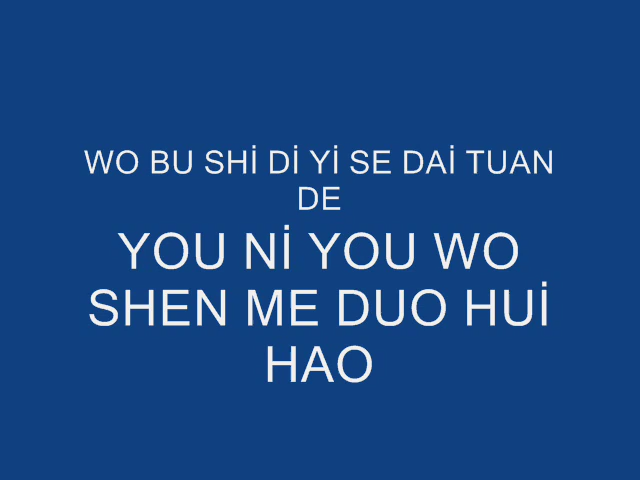 WO BU SHİ Dİ Yİ SE DAİ TUAN
DE
YOU Nİ YOU WO
SHEN ME DUO HUİ
HAO